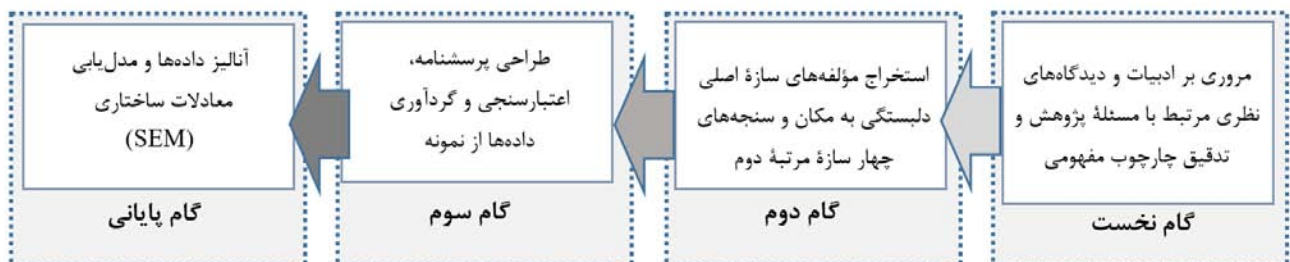 مروری بر ادبیات و دیدگاه‌های
نظری مرتبط با مسئلهٔ پژوهش و
تدقیق چارچوب مفهومی
گام نخست
استخراج مؤلفه‌های سازهٔ اصلی
دلبستگی به مکان و سنجه‌های
چهار سازهٔ مرتبهٔ دوم
گام دوم
طراحی پرسشنامه،
اعتبارسنجی و گردآوری
داده‌ها از نمونه
گام سوم
آنالیز داده‌ها و مدل‌یابی
معادلات ساختاری
(SEM)
گام پایانی